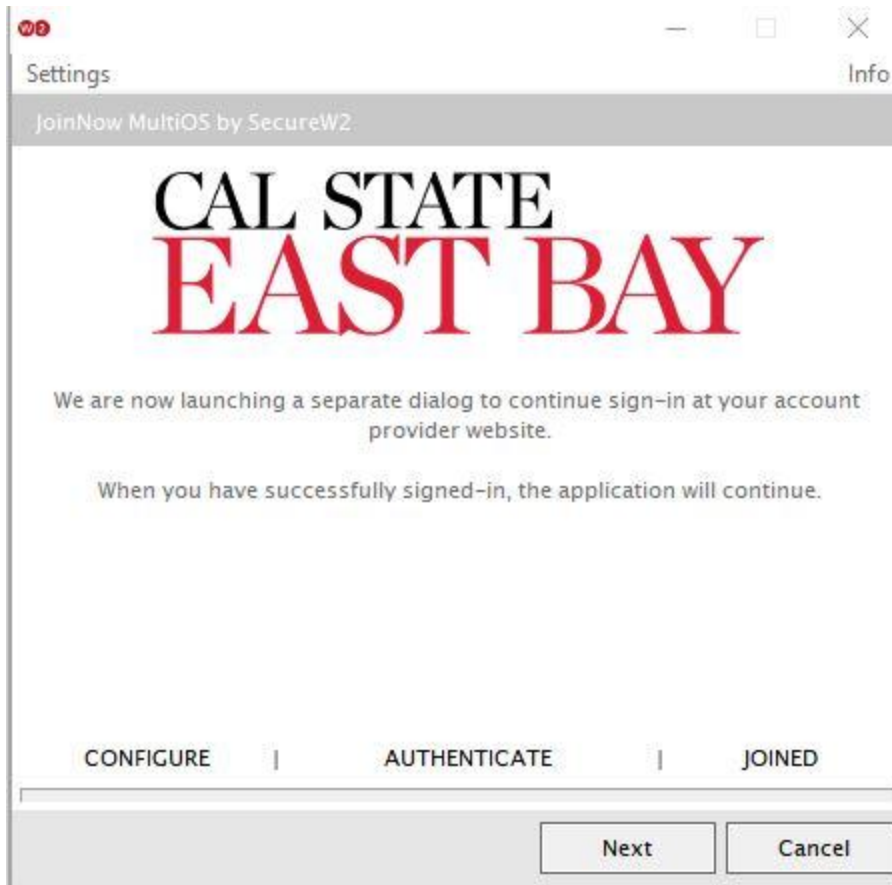 W2
Settings Info
JoinNow MultiOS by SecureW2
CAL STATE
EAST BAY
We are now launching a separate dialog to continue sign-in at your account
provider website.
When you have successfully signed-in, the application will continue.
CONFIGURE | AUTHENTICATE | JOINED
Next Cancel